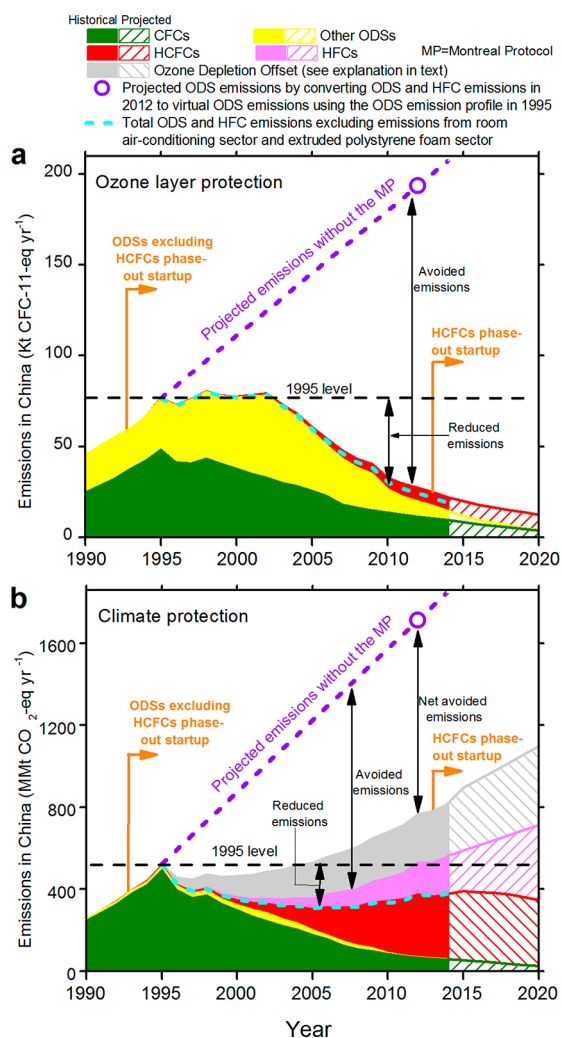 Historical Projected
CFCs
Other ODSs
HCFCs
HFCs
MP=Montreal Protocol
Ozone Depletion Offset (see explanation in text)
Projected ODS emissions by converting ODS and HFC emissions in
2012 to virtual ODS emissions using the ODS emission profile in 1995
Total ODS and HFC emissions excluding emissions from room
air-conditioning sector and extruded polystyrene foam sector
a
Ozone layer protection
Emissions in China (Kt CFC-11-eq yr⁻¹)
200
150
100
50
0
ODSs excluding
HCFCs phase-
out startup
Projected emissions without the MP
Avoided
emissions
HCFCs phase-
out startup
1995 level
Reduced
emissions
1990
1995
2000
2005
2010
2015
2020
b
Climate protection
Emissions in China (MMt CO₂-eq yr⁻¹)
1600
1200
800
400
0
ODSs excluding
HCFCs phase-
out startup
Projected emissions without the MP
Net avoided
emissions
HCFCs phase-
out startup
Avoided
emissions
Reduced
emissions
1995 level
1990
1995
2000
2005
2010
2015
2020
Year